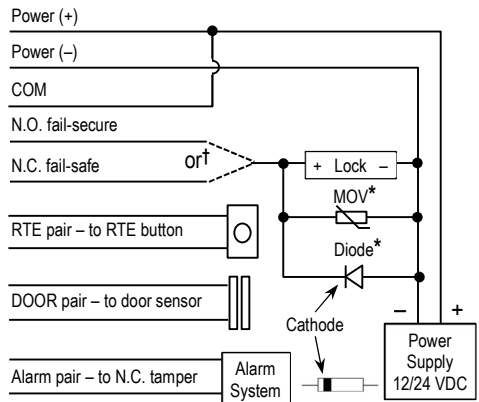 Power (+)
Power (–)
COM
N.O. fail-secure
N.C. fail-safe
or†
+ Lock –
MOV*
Diode*
RTE pair – to RTE button
DOOR pair – to door sensor
Cathode
– +
Power
Supply
12/24 VDC
Alarm pair – to N.C. tamper
Alarm
System